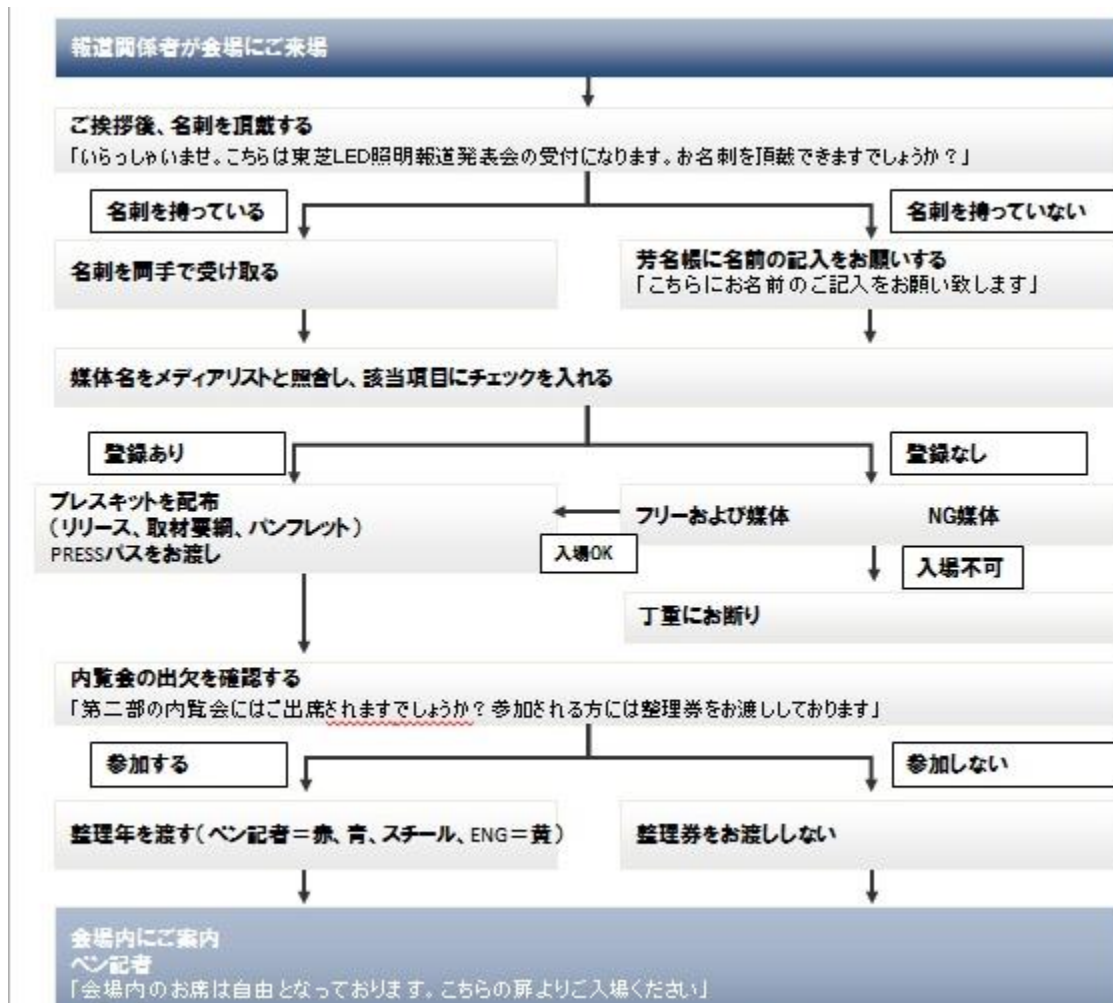 報道関係者が会場にご来場
ご挨拶後、名刺を頂戴する
「いらっしゃいませ。こちらは東芝LED照明報道発表会の受付になります。お名刺を頂戴できますでしょうか？」
名刺を持っている
名刺を持っていない
名刺を両手で受け取る
芳名帳に名前の記入をお願いする
「こちらにお名前のご記入をお願い致します」
媒体名をメディアリストと照合し、該当項目にチェックを入れる
登録あり
登録なし
プレスキットを配布
（リリース、取材要綱、パンフレット）
PRESSパスをお渡し
フリーおよび媒体
NG媒体
入場OK
入場不可
丁重にお断り
内覧会の出欠を確認する
「第二部の内覧会にはご出席されますでしょうか？参加される方には整理券をお渡ししております」
参加する
参加しない
整理年を渡す（ペン記者＝赤、青、スチール、ENG＝黄）
整理券をお渡ししない
会場内にご案内
ペン記者
「会場内のお席は自由となっております。こちらの扉よりご入場ください」